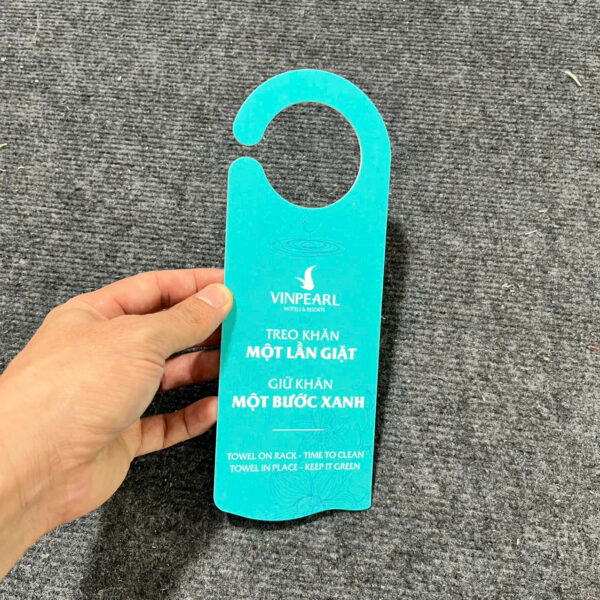 VINPEARL
HOTELS & RESORTS
TREO KHĂN
MỘT LẦN GIẶT
GIỮ KHĂN
MỘT BƯỚC XANH
TOWEL ON RACK - TIME TO CLEAN
TOWEL IN PLACE - KEEP IT GREEN